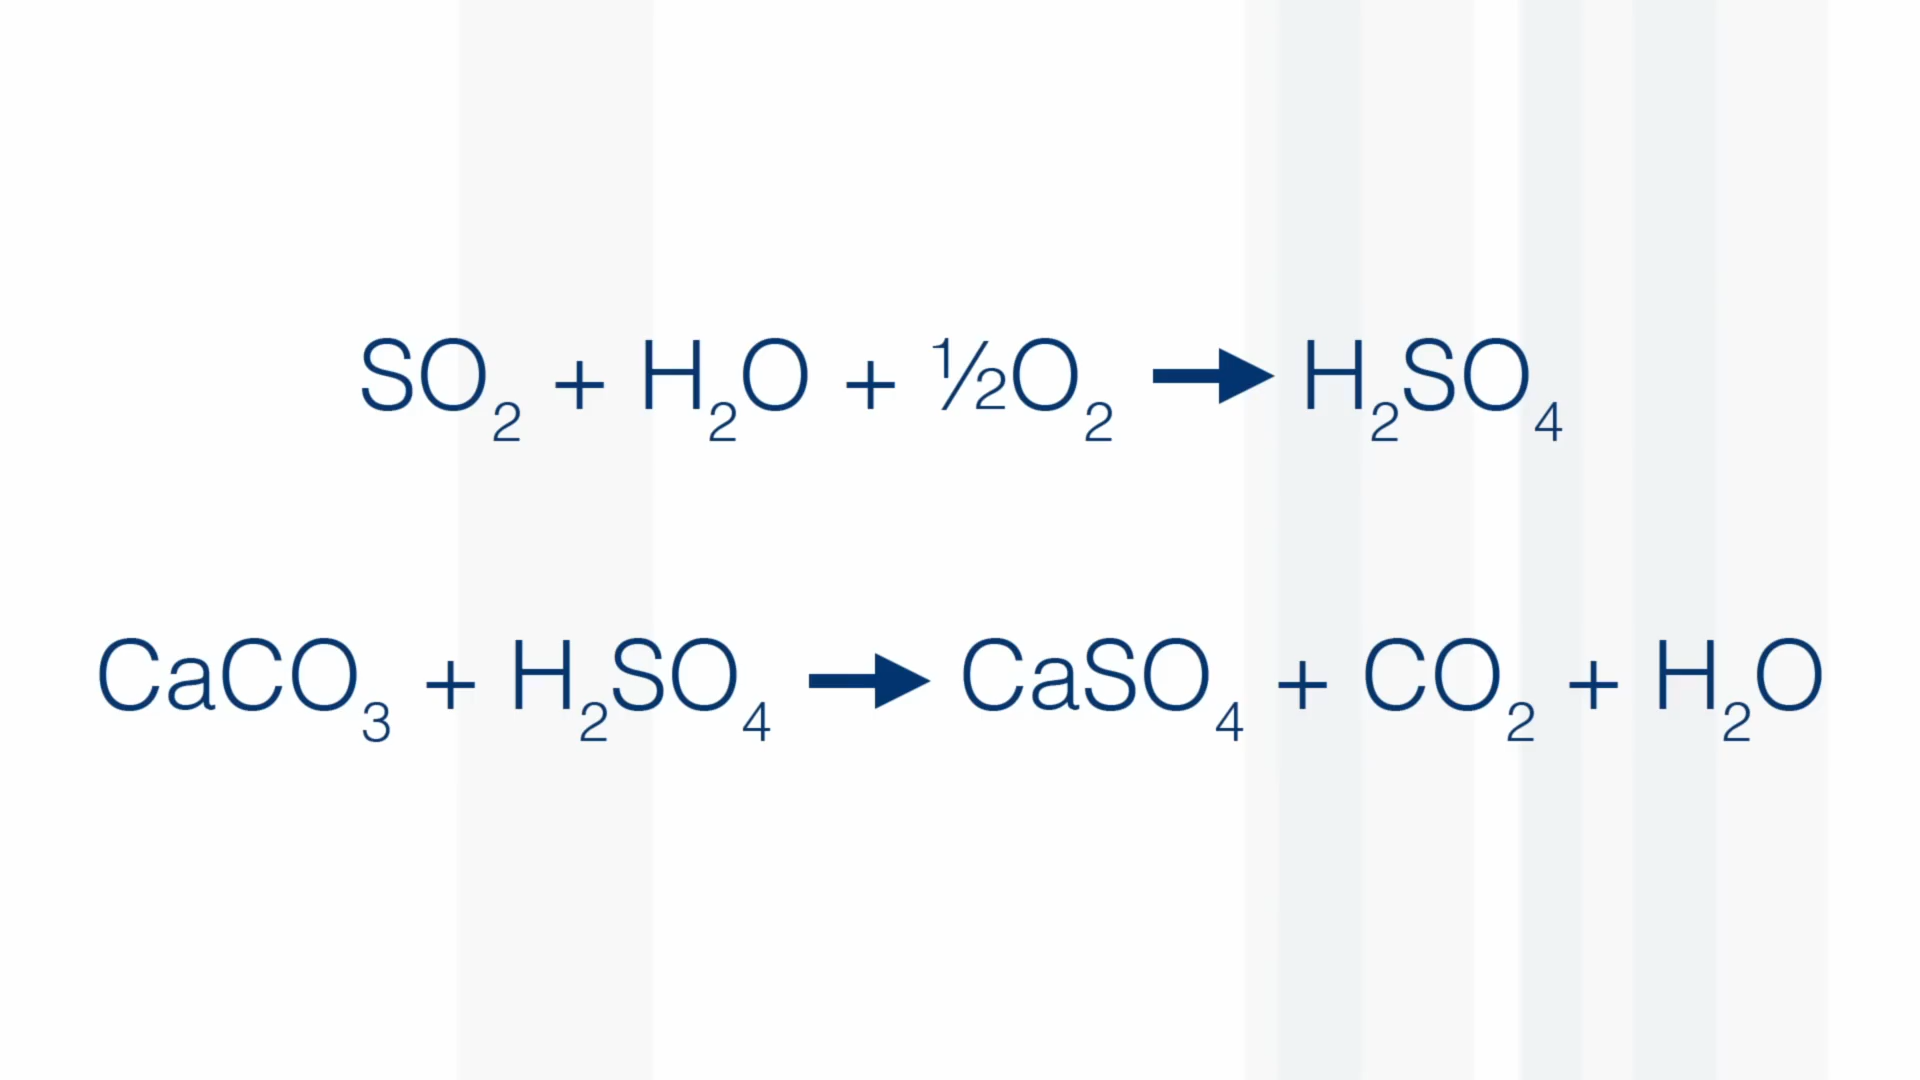 SO₂ + H₂O + ½O₂ → H₂SO₄
CaCO₃ + H₂SO₄ → CaSO₄ + CO₂ + H₂O